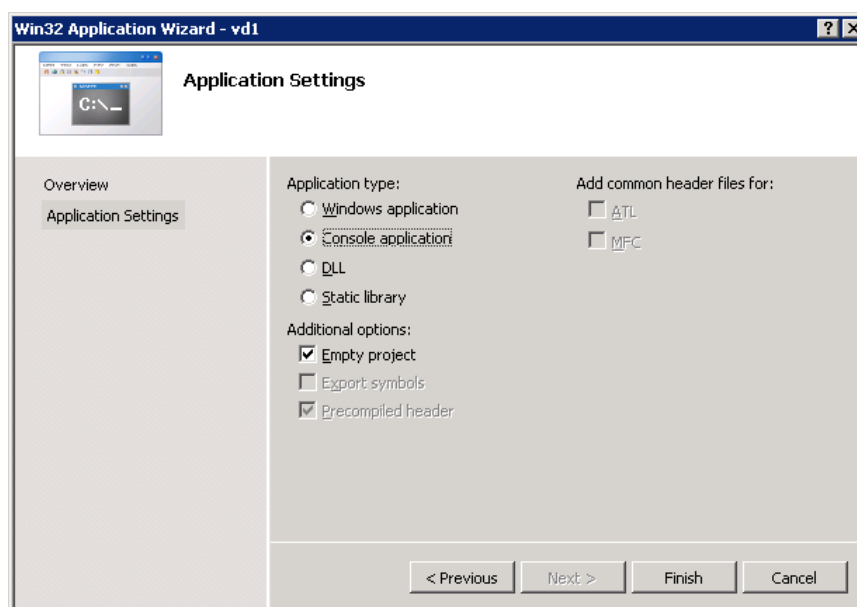 Win32 Application Wizard - vd1
C:\_
Application Settings
Overview
Application Settings
Application type:
Windows application
Console application
DLL
Static library
Additional options:
Empty project
Export symbols
Precompiled header
Add common header files for:
ATL
MFC
< Previous
Next >
Finish
Cancel